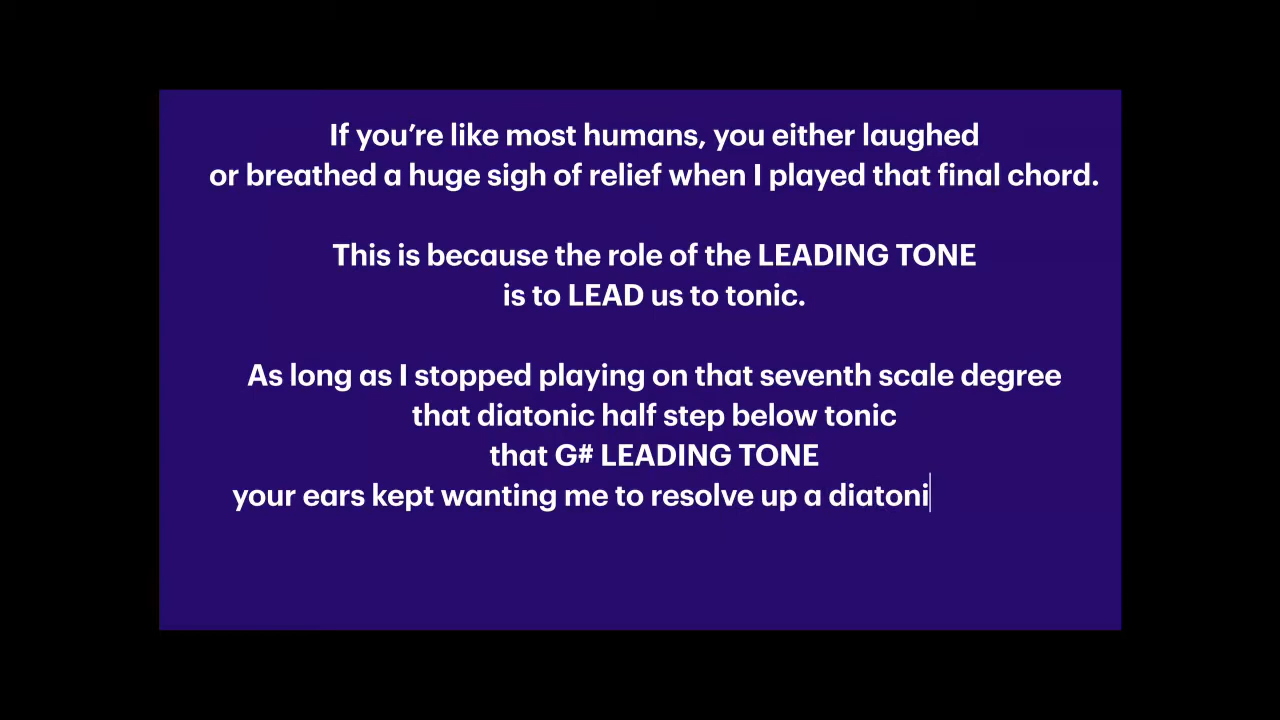 If you’re like most humans, you either laughed
or breathed a huge sigh of relief when I played that final chord.
This is because the role of the LEADING TONE
is to LEAD us to tonic.
As long as I stopped playing on that seventh scale degree
that diatonic half step below tonic
that G# LEADING TONE
your ears kept wanting me to resolve up a diatoni